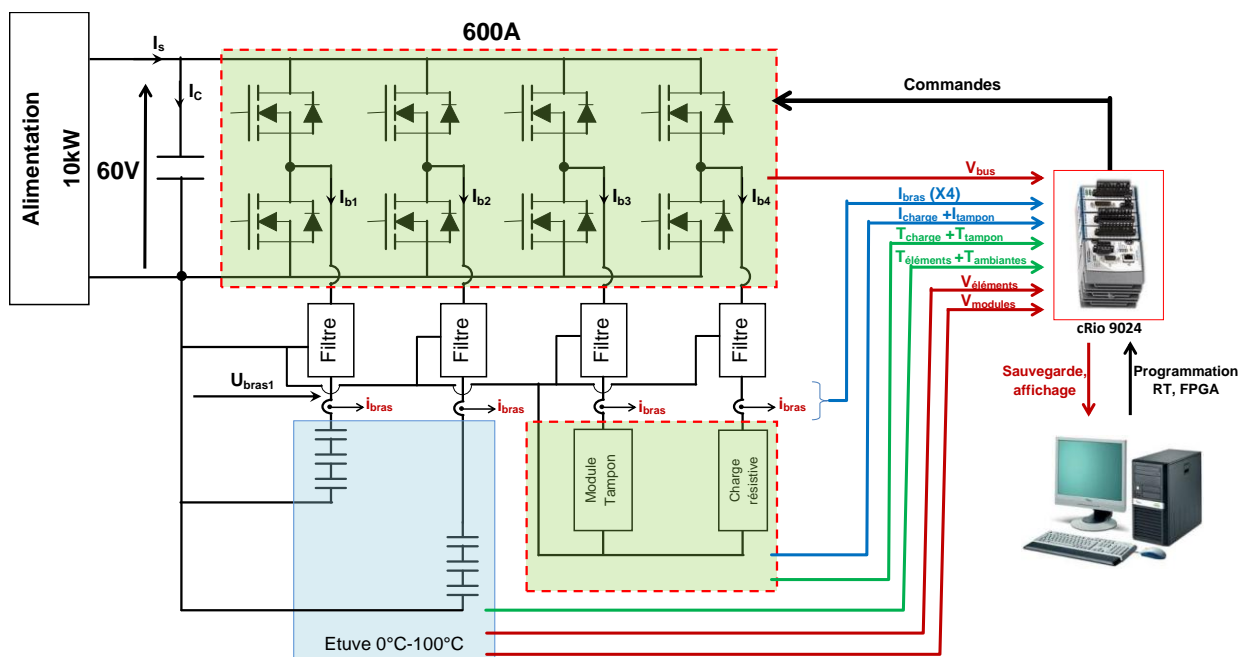 600A
Alimentation
10kW
Is
IC
60V
Commandes
Ib1
Ib2
Ib3
Ib4
Vbus
Ibras (X4)
Icharge +Itampon
Tcharge + Ttampon
Téléments +Tambiantes
Véléments
Vmodules
cRio 9024
Filtre
Filtre
Filtre
Filtre
Ubras1
ibras
ibras
ibras
ibras
Sauvegarde,
affichage
Programmation
RT, FPGA
Module
Tampon
Charge
résistive
Etuve 0°C-100°C